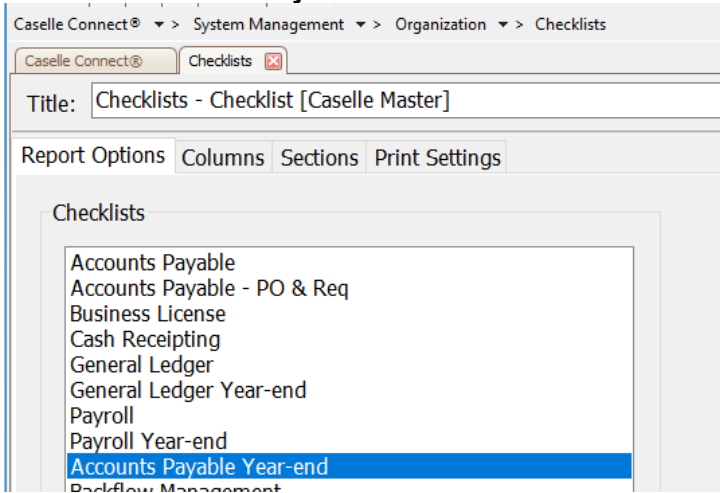 Caselle Connect® ▼ > System Management ▼ > Organization ▼ > Checklists
Caselle Connect® Checklists
Title: Checklists - Checklist [Caselle Master]
Report Options Columns Sections Print Settings
Checklists
Accounts Payable
Accounts Payable - PO & Req
Business License
Cash Receipting
General Ledger
General Ledger Year-end
Payroll
Payroll Year-end
Accounts Payable Year-end
Backflow Management